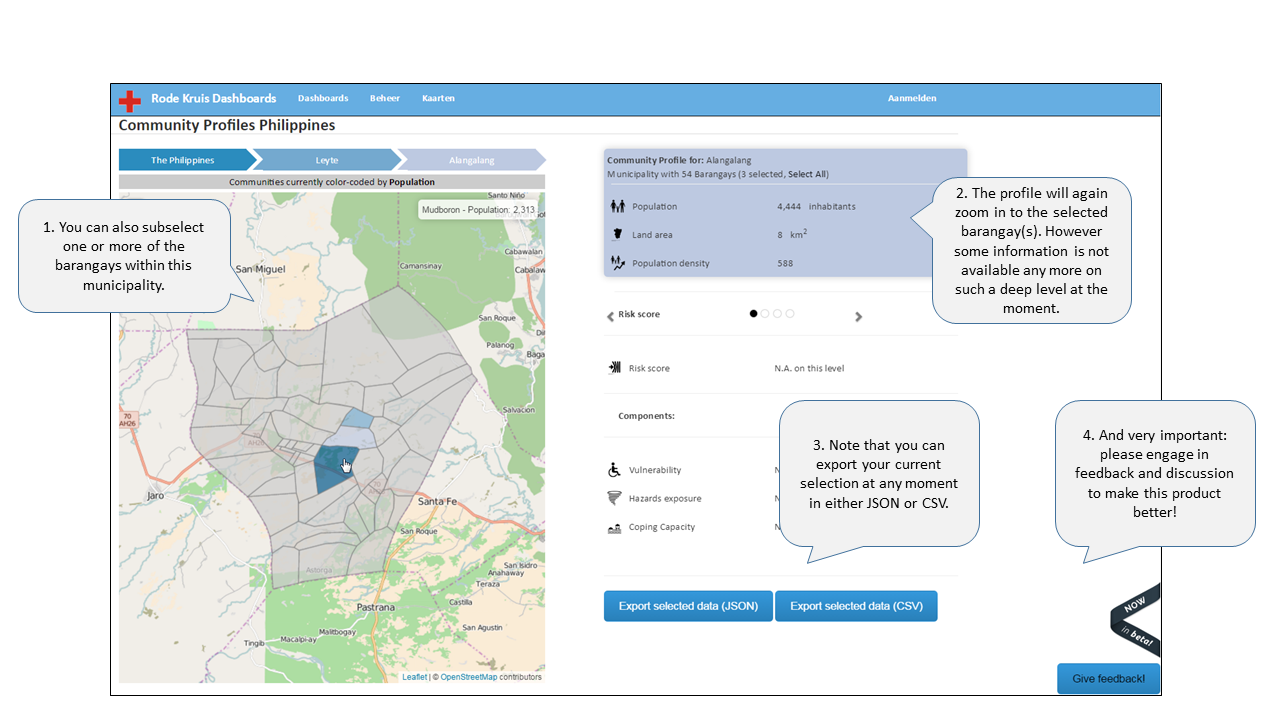 Rode Kruis Dashboards Dashboards Beheer Kaarten Aanmelden
Community Profiles Philippines
The Philippines Leyte Alangalang
Communities currently color-coded by Population
Santo Niño
Mudboron - Population: 2,313
Cabawalan
San Miguel
Camansinay
Cabalaw
San Roque
Di
Palanog
Baga
Salvacion
70
AH26
AH26
70
AH26
Jaro
Santa Fe
San Roque
Astorga
San Isidro
Anahaway
Teraza
Pastrana
Castilla
Malitbogay
San Agustin
Macalpi-ay
Tingib
Leaflet | © OpenStreetMap contributors
1. You can also subselect
one or more of the
barangays within this
municipality.
Community Profile for: Alangalang
Municipality with 54 Barangays (3 selected, Select All)
Population 4,444 inhabitants
Land area 8 km2
Population density 588
2. The profile will again
zoom in to the selected
barangay(s). However
some information is not
available any more on
such a deep level at the
moment.
Risk score
Risk score N.A. on this level
Components:
Vulnerability N
Hazards exposure N
Coping Capacity N
3. Note that you can
export your current
selection at any moment
in either JSON or CSV.
4. And very important:
please engage in
feedback and discussion
to make this product
better!
Export selected data (JSON) Export selected data (CSV)
NOW
in beta!
Give feedback!